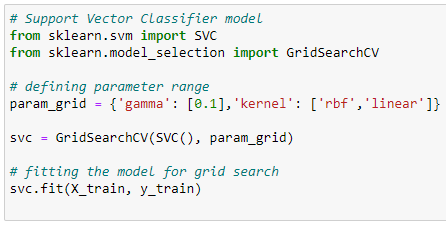 # Support Vector Classifier model
from sklearn.svm import SVC
from sklearn.model_selection import GridSearchCV
# defining parameter range
param_grid = {'gamma': [0.1],'kernel': ['rbf','linear']}
svc = GridSearchCV(SVC(), param_grid)
# fitting the model for grid search
svc.fit(X_train, y_train)